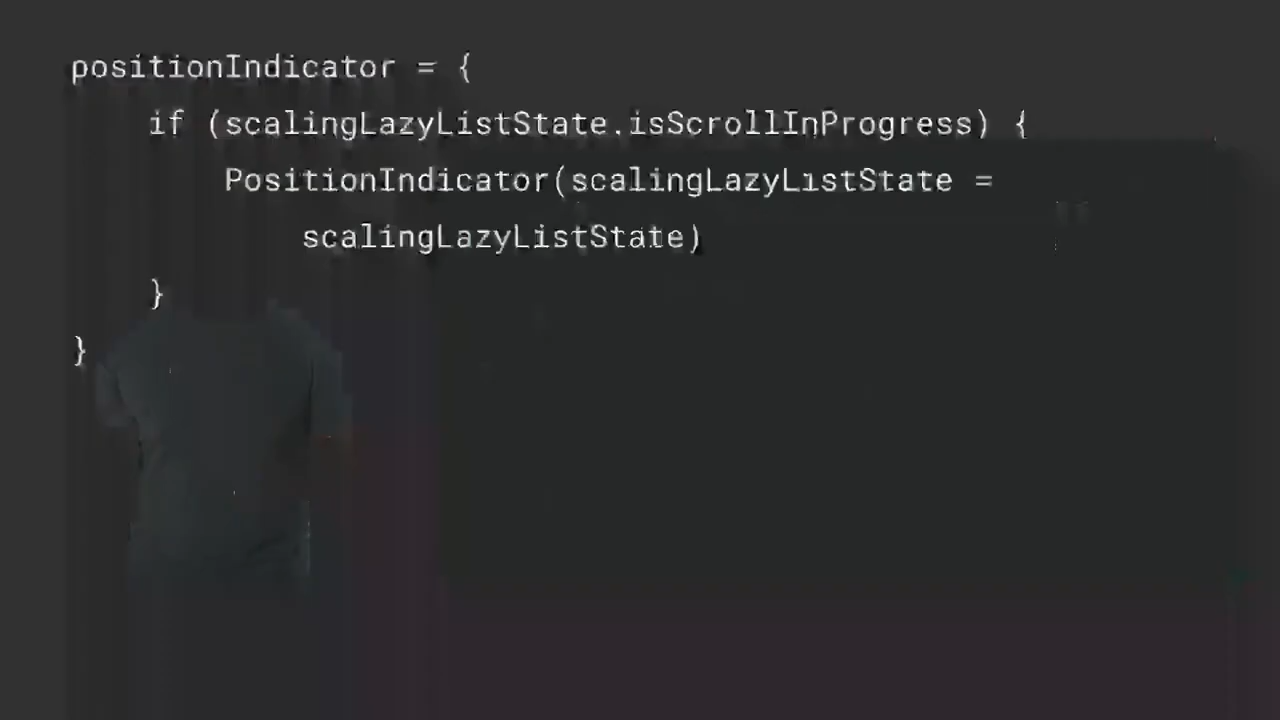 positionIndicator = {
if (scalingLazyListState.isScrollInProgress) {
PositionIndicator(scalingLazyListState =
scalingLazyListState)
}
}